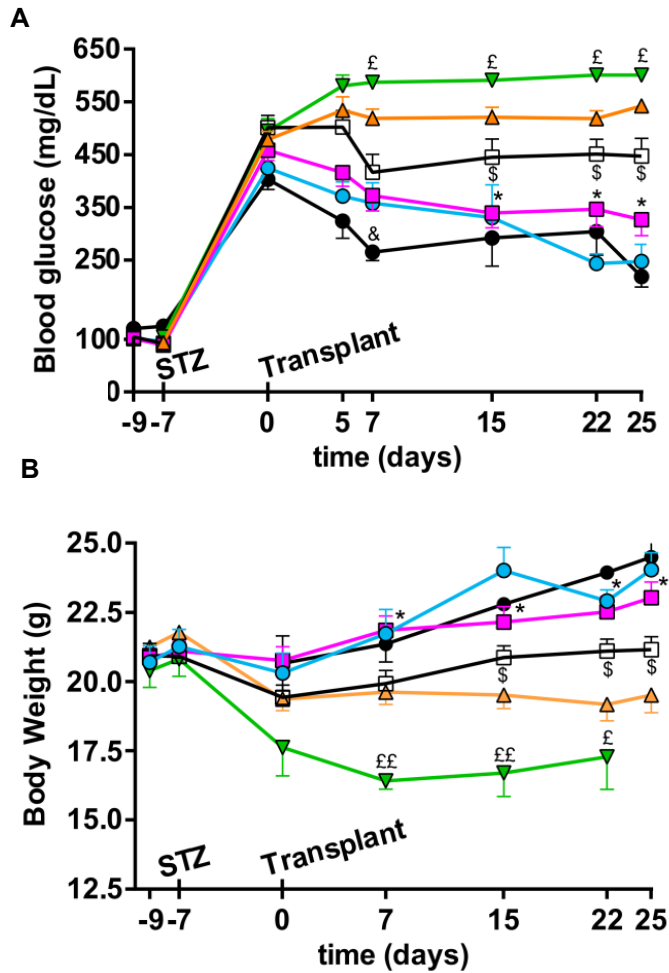 A
Blood glucose (mg/dL)
650
550
450
350
250
100
0
£ £ £ £
$ $ $
* * *
&
STZ Transplant
-9 -7 0 5 7 15 22 25
time (days)
B
Body Weight (g)
25.0
22.5
20.0
17.5
15.0
12.5
* * * *
$ $ $
££ ££ £
STZ Transplant
-9 -7 0 7 15 22 25
time (days)